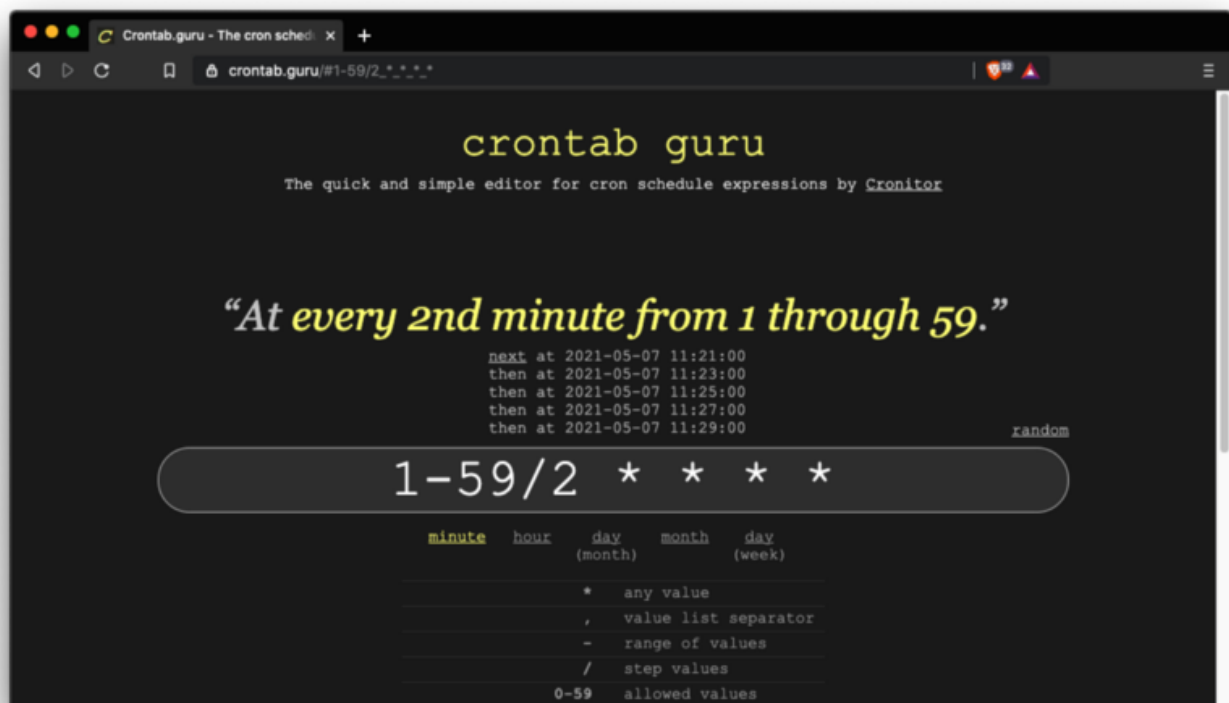 Crontab.guru - The cron sched
crontab.guru/#1-59/2_*_*_*_*
crontab guru
The quick and simple editor for cron schedule expressions by Cronitor
“At every 2nd minute from 1 through 59.”
next at 2021-05-07 11:21:00
then at 2021-05-07 11:23:00
then at 2021-05-07 11:25:00
then at 2021-05-07 11:27:00
then at 2021-05-07 11:29:00
random
1-59/2 * * * *
minute hour day month day
(month) (week)
* any value
, value list separator
- range of values
/ step values
0-59 allowed values